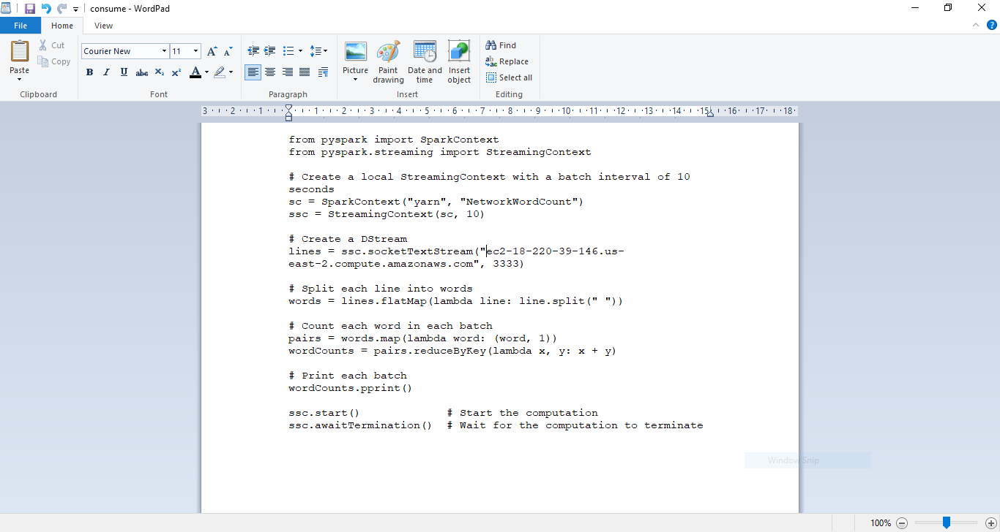 consume - WordPad
File Home View
Paste
Cut
Copy
Clipboard
Courier New 11
B I U abc X₂ X² A
Font
Paragraph
Picture
Paint drawing
Date and time
Insert object
Insert
Find
Replace
Select all
Editing
3 2 1 1 2 3 4 5 6 7 8 9 10 11 12 13 14 15 16 17 18
from pyspark import SparkContext
from pyspark.streaming import StreamingContext
# Create a local StreamingContext with a batch interval of 10
seconds
sc = SparkContext("yarn", "NetworkWordCount")
ssc = StreamingContext(sc, 10)
# Create a DStream
lines = ssc.socketTextStream("ec2-18-220-39-146.us-
east-2.compute.amazonaws.com", 3333)
# Split each line into words
words = lines.flatMap(lambda line: line.split(" "))
# Count each word in each batch
pairs = words.map(lambda word: (word, 1))
wordCounts = pairs.reduceByKey(lambda x, y: x + y)
# Print each batch
wordCounts.pprint()
ssc.start()             # Start the computation
ssc.awaitTermination()  # Wait for the computation to terminate
Window Snip
100%